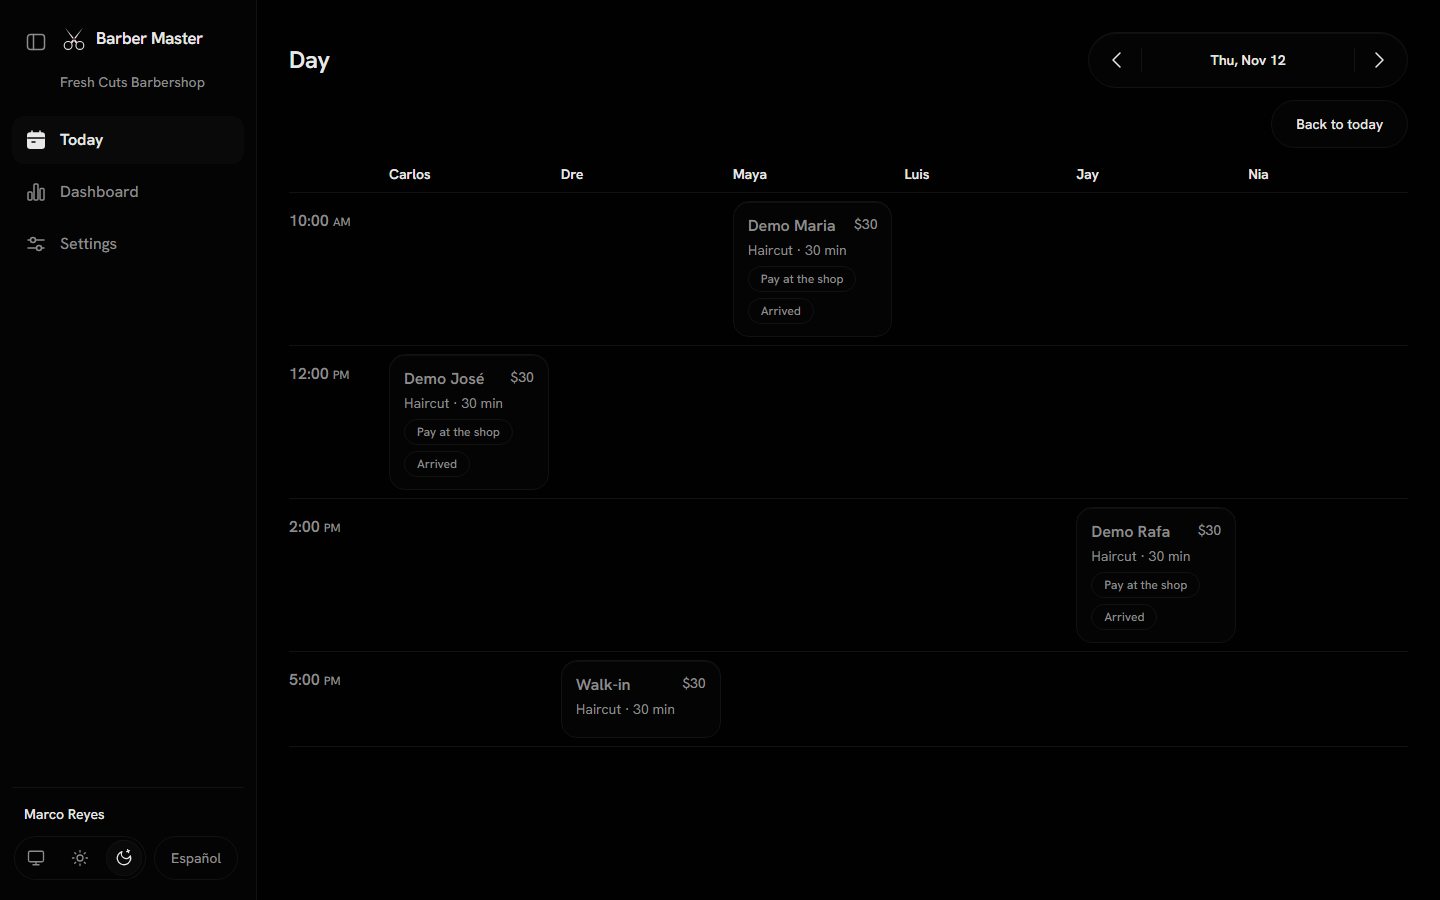 Barber Master
Fresh Cuts Barbershop
Today
Dashboard
Settings
Marco Reyes
Español
Day
Thu, Nov 12
Back to today
Carlos Dre Maya Luis Jay Nia
10:00 AM
Demo Maria $30
Haircut · 30 min
Pay at the shop
Arrived
12:00 PM
Demo José $30
Haircut · 30 min
Pay at the shop
Arrived
2:00 PM
Demo Rafa $30
Haircut · 30 min
Pay at the shop
Arrived
5:00 PM
Walk-in $30
Haircut · 30 min